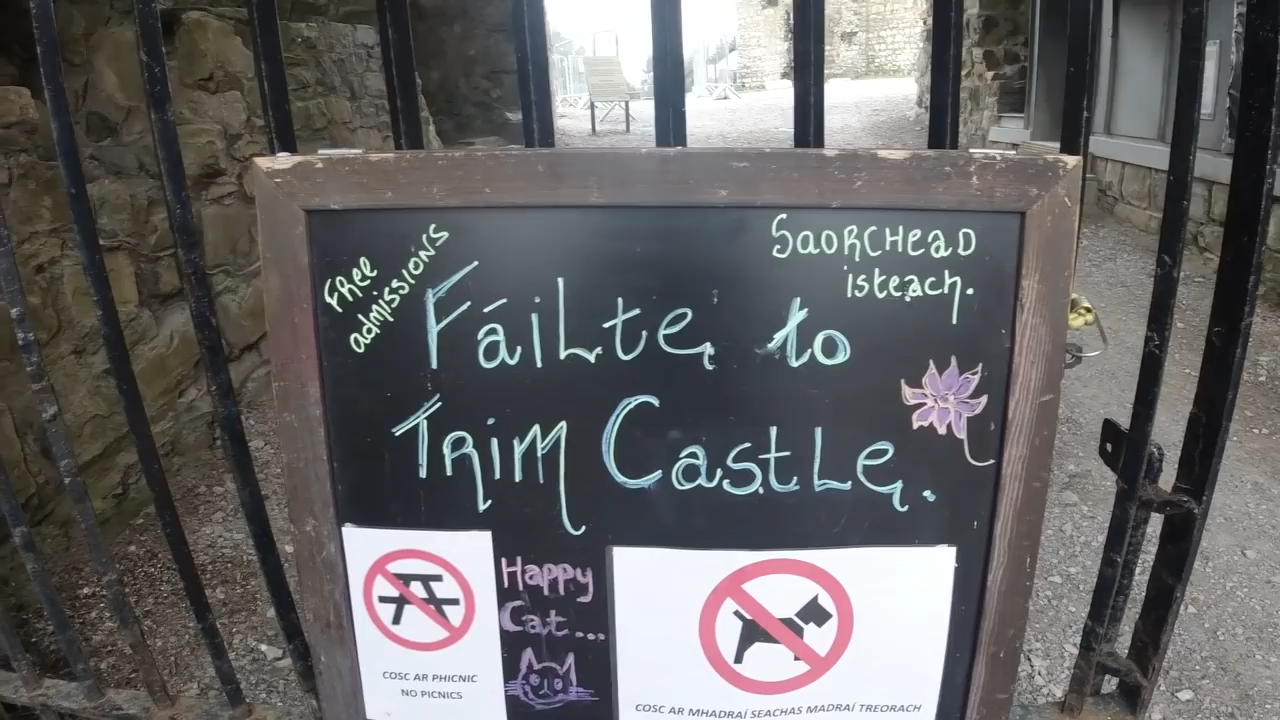 Free
admissions
Saorchead
isteach.
Fáilte to
Trim Castle.
COSC AR PHICNIC
NO PICNICS
Happy
Cat...
COSC AR MHADRAÍ SEACHAS MADRAÍ TREORACH